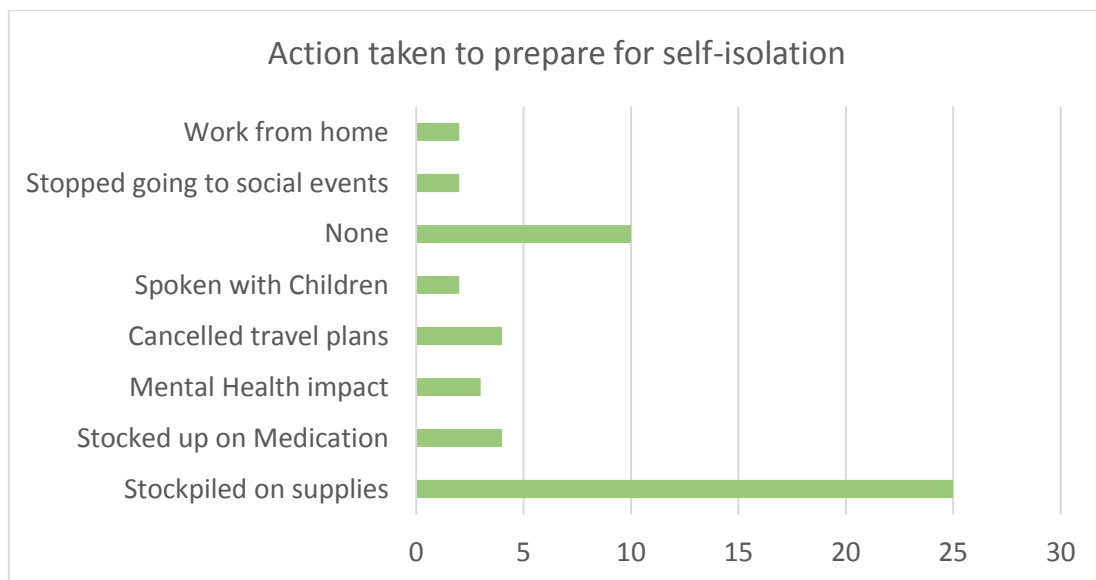 Action taken to prepare for self-isolation
Work from home
Stopped going to social events
None
Spoken with Children
Cancelled travel plans
Mental Health impact
Stocked up on Medication
Stockpiled on supplies
0 5 10 15 20 25 30